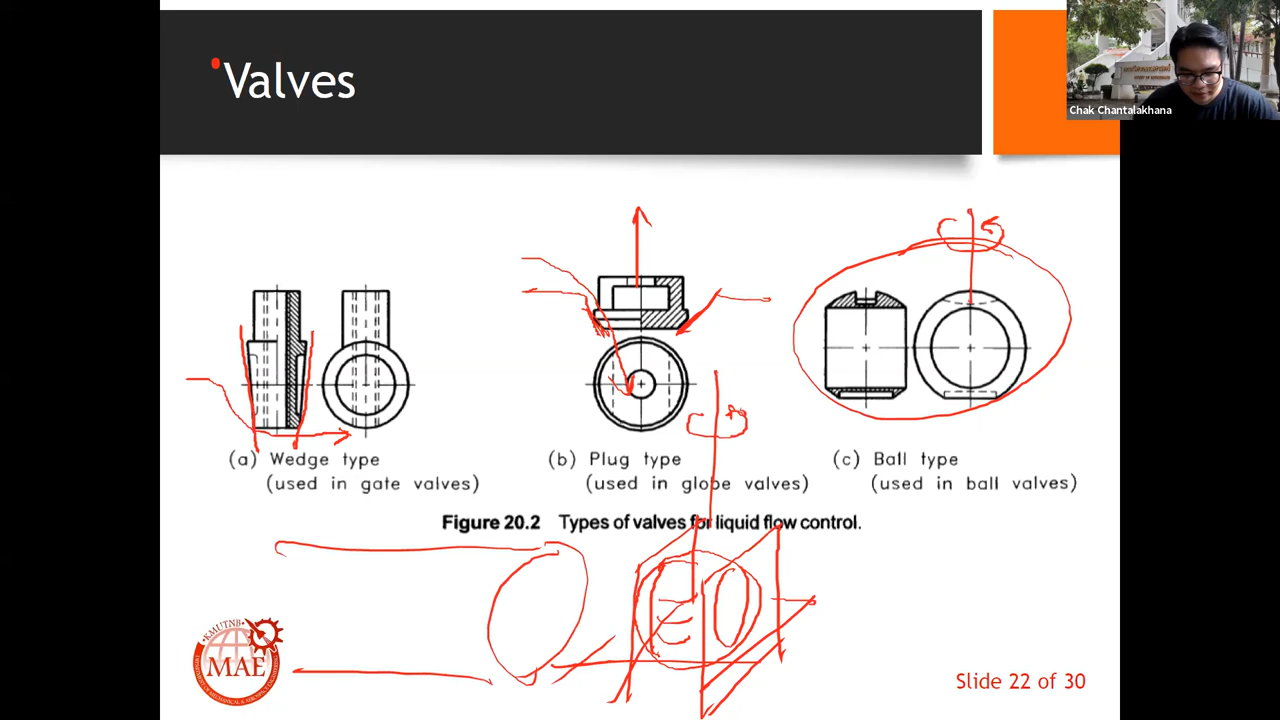 Valves
Chak Chantalakhana
(a) Wedge type
(used in gate valves)
(b) Plug type
(used in globe valves)
(c) Ball type
(used in ball valves)
Figure 20.2 Types of valves for liquid flow control.
KMUTNB
MAE
Slide 22 of 30